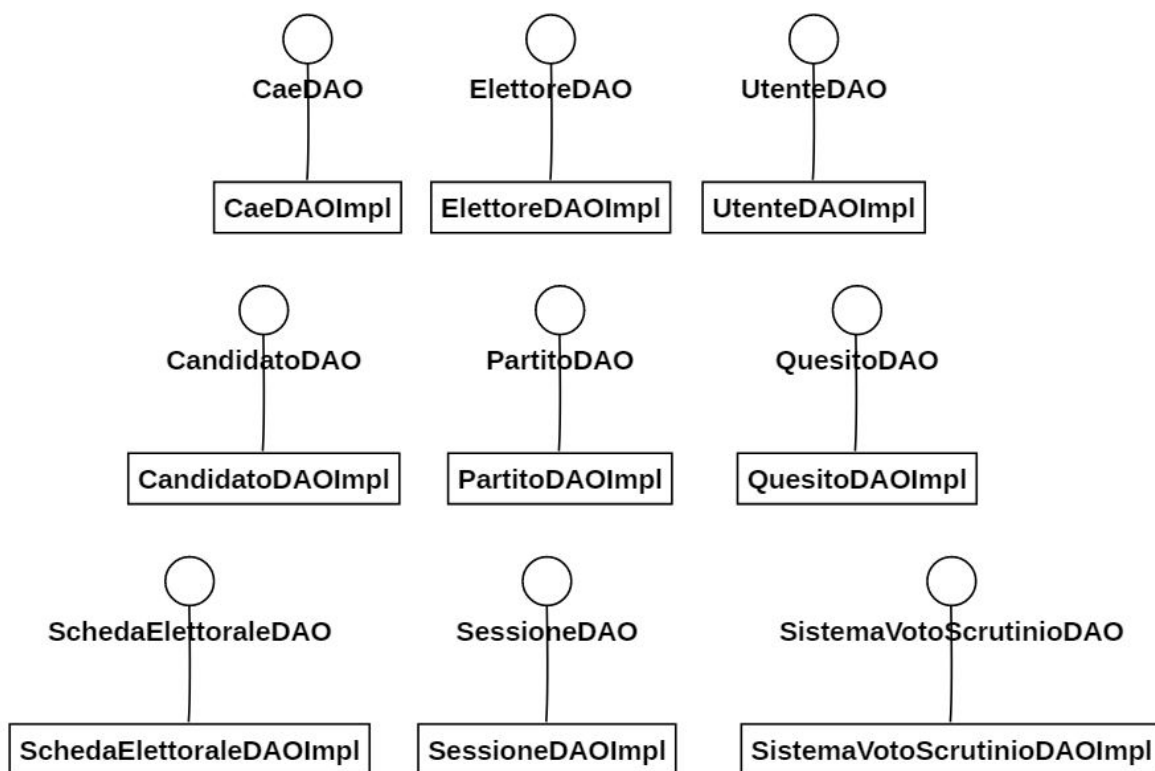 CaeDAO ElettoreDAO UtenteDAO
CaeDAOImpl ElettoreDAOImpl UtenteDAOImpl
CandidatoDAO PartitoDAO QuesitoDAO
CandidatoDAOImpl PartitoDAOImpl QuesitoDAOImpl
SchedaElettoraleDAO SessioneDAO SistemaVotoScrutinioDAO
SchedaElettoraleDAOImpl SessioneDAOImpl SistemaVotoScrutinioDAOImpl